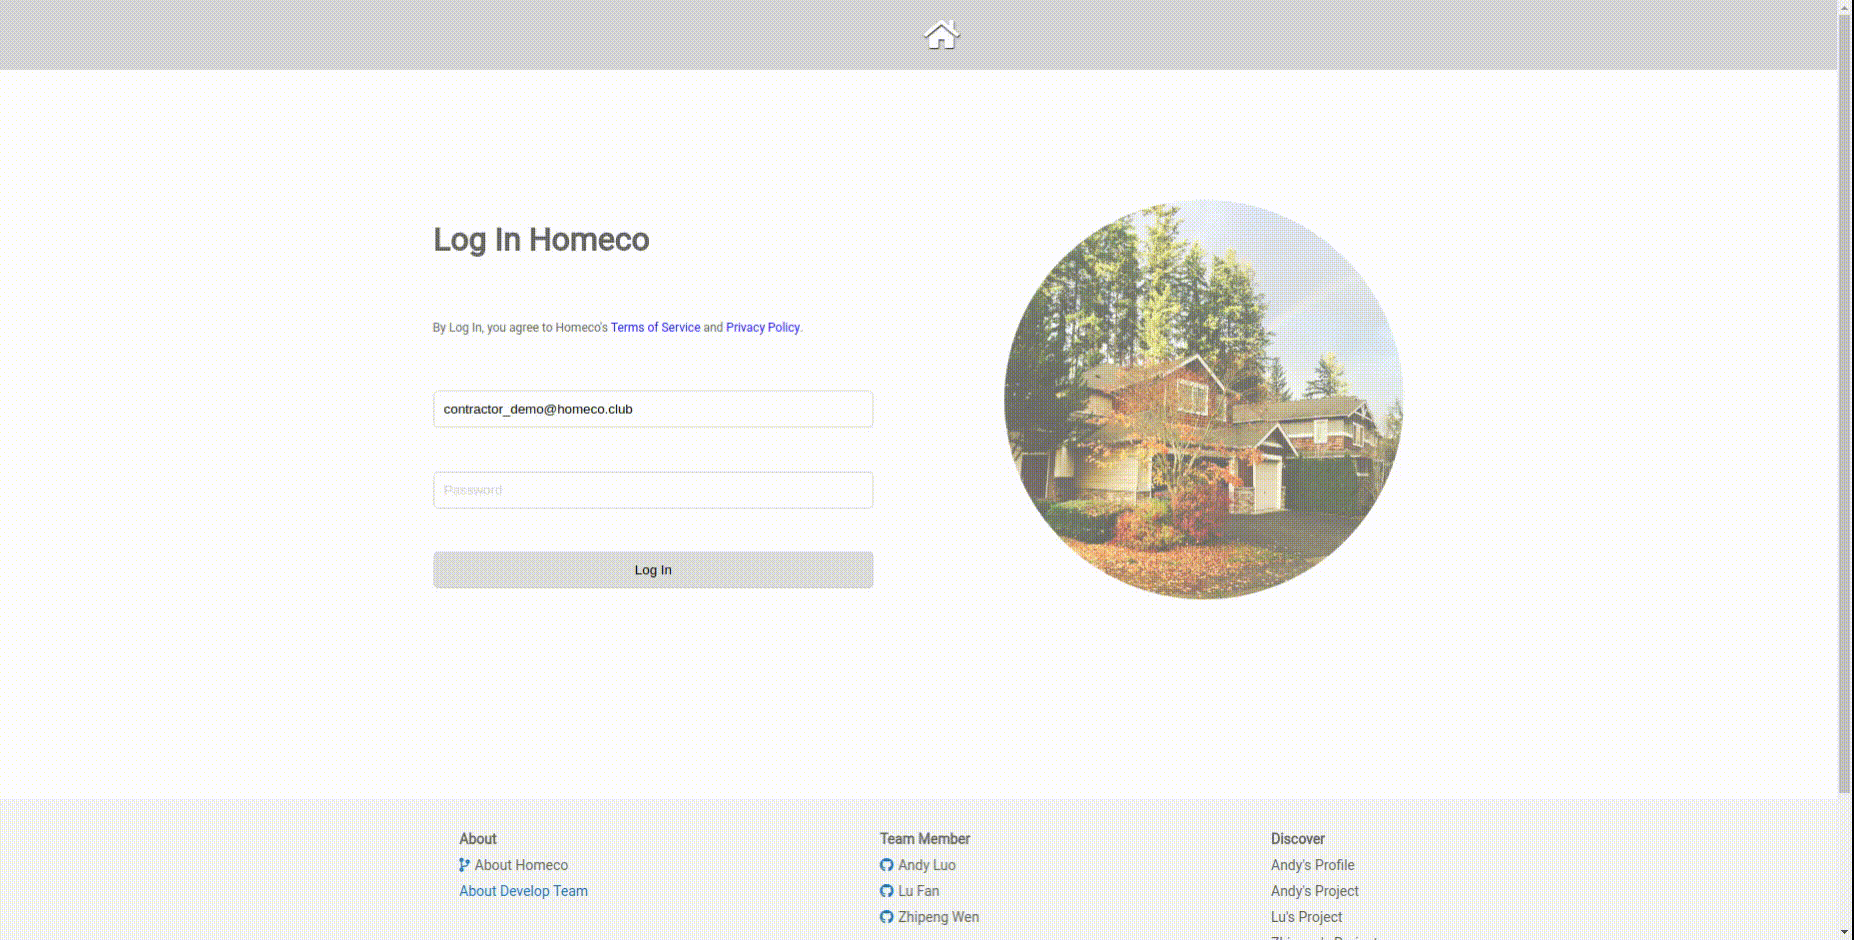 Log In Homeco
By Log In, you agree to Homeco's Terms of Service and Privacy Policy.
contractor_demo@homeco.club
Password
Log In
About
About Homeco
About Develop Team
Team Member
Andy Luo
Lu Fan
Zhipeng Wen
Discover
Andy's Profile
Andy's Project
Lu's Project